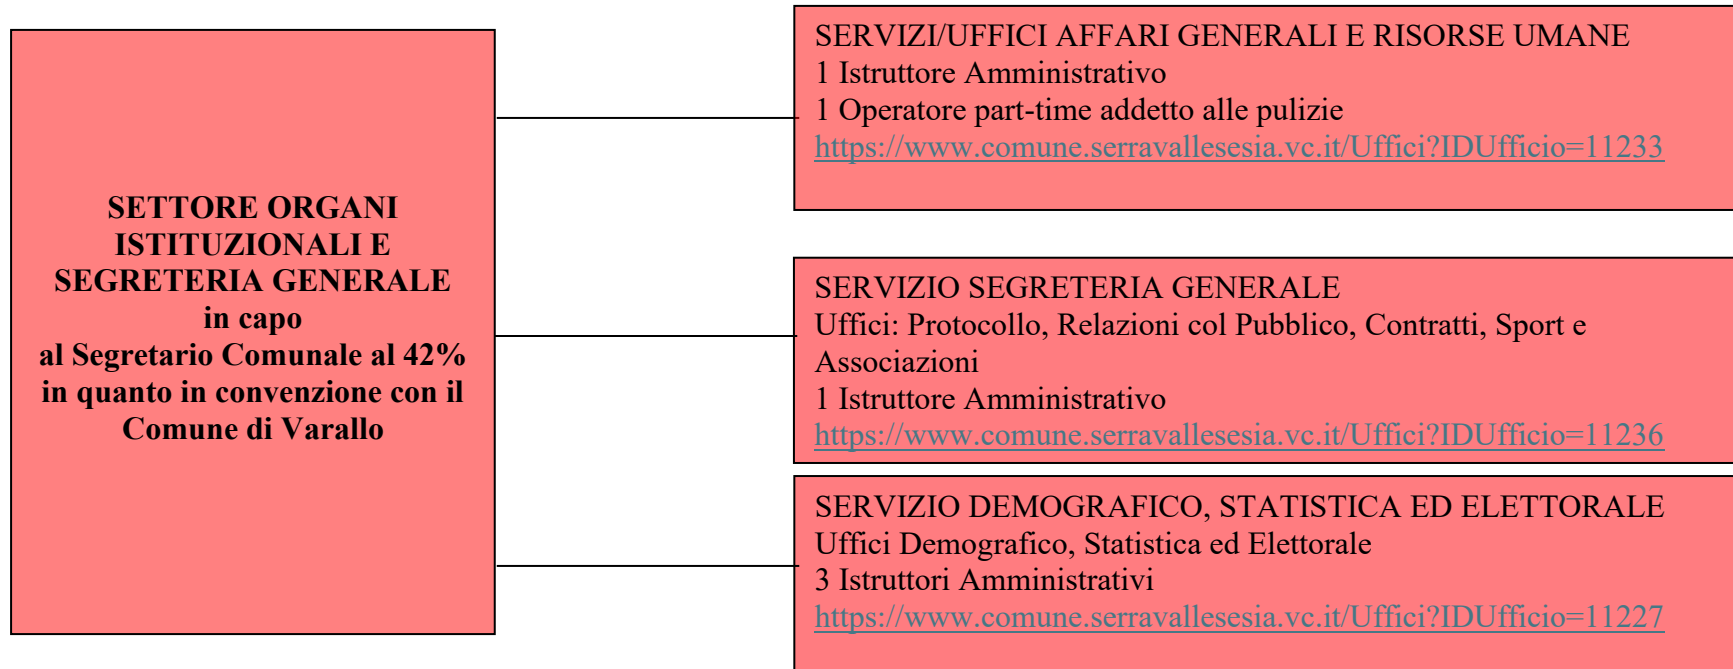 SETTORE ORGANI
ISTITUZIONALI E
SEGRETERIA GENERALE
in capo
al Segretario Comunale al 42%
in quanto in convenzione con il
Comune di Varallo
SERVIZI/UFFICI AFFARI GENERALI E RISORSE UMANE
1 Istruttore Amministrativo
1 Operatore part-time addetto alle pulizie
https://www.comune.serravallesesia.vc.it/Uffici?IDUfficio=11233
SERVIZIO SEGRETERIA GENERALE
Uffici: Protocollo, Relazioni col Pubblico, Contratti, Sport e
Associazioni
1 Istruttore Amministrativo
https://www.comune.serravallesesia.vc.it/Uffici?IDUfficio=11236
SERVIZIO DEMOGRAFICO, STATISTICA ED ELETTORALE
Uffici Demografico, Statistica ed Elettorale
3 Istruttori Amministrativi
https://www.comune.serravallesesia.vc.it/Uffici?IDUfficio=11227